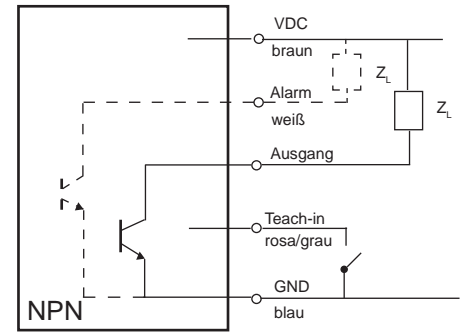 VDC
braun
Z_L
Alarm
weiß
Z_L
Ausgang
Teach-in
rosa/grau
GND
blau
NPN